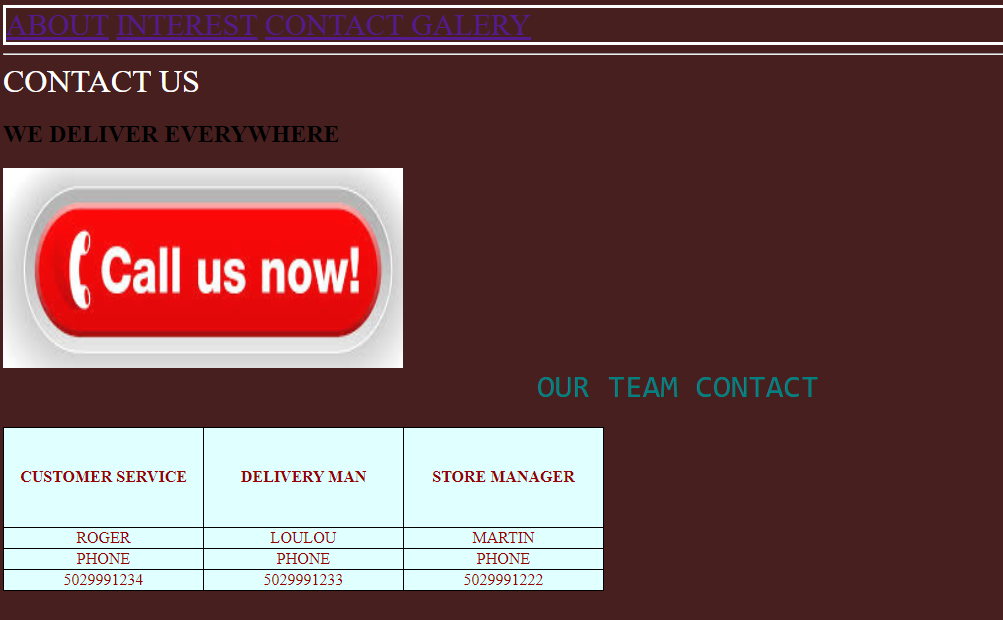 ABOUT INTEREST CONTACT GALERY
CONTACT US
WE DELIVER EVERYWHERE
Call us now!
OUR TEAM CONTACT
CUSTOMER SERVICE DELIVERY MAN STORE MANAGER
ROGER LOULOU MARTIN
PHONE PHONE PHONE
5029991234 5029991233 5029991222